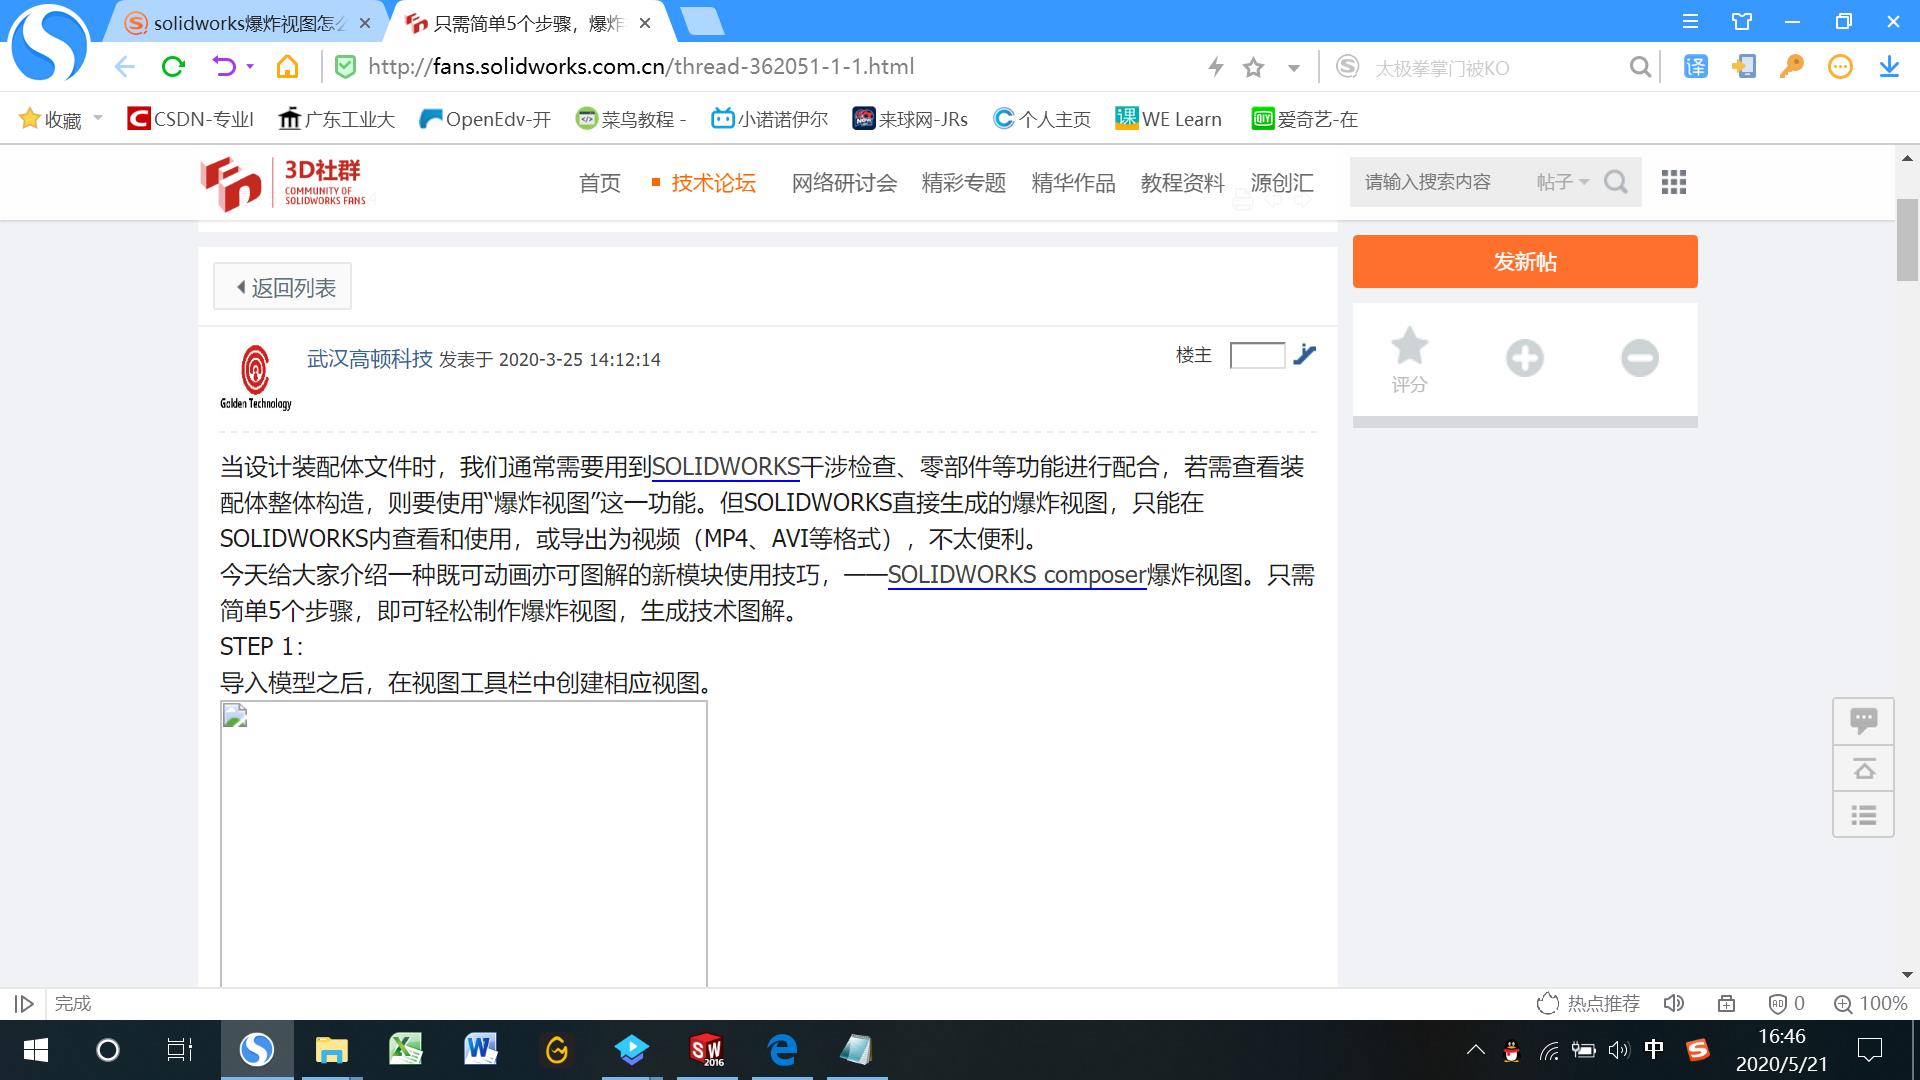 solidworks爆炸视图怎么
只需简单5个步骤，爆炸
http://fans.solidworks.com.cn/thread-362051-1-1.html
太极拳掌门被KO
译
收藏
CSDN-专业I
广东工业大
OpenEdv-开
菜鸟教程 -
小诺诺伊尔
来球网-JRs
个人主页
课 WE Learn
QIY 爱奇艺-在
3D社群
COMMUNITY OF
SOLIDWORKS FANS
首页
技术论坛
网络研讨会
精彩专题
精华作品
教程资料
源创汇
请输入搜索内容
帖子
发新帖
返回列表
评分
Golden Technology
武汉高顿科技 发表于 2020-3-25 14:12:14
楼主
当设计装配体文件时，我们通常需要用到SOLIDWORKS干涉检查、零部件等功能进行配合，若需查看装
配体整体构造，则要使用“爆炸视图”这一功能。但SOLIDWORKS直接生成的爆炸视图，只能在
SOLIDWORKS内查看和使用，或导出为视频（MP4、AVI等格式），不太便利。
今天给大家介绍一种既可动画亦可图解的新模块使用技巧，——SOLIDWORKS composer爆炸视图。只需
简单5个步骤，即可轻松制作爆炸视图，生成技术图解。
STEP 1：
导入模型之后，在视图工具栏中创建相应视图。
完成
热点推荐
AD 0
100%
SW
2016
中
16:46
2020/5/21